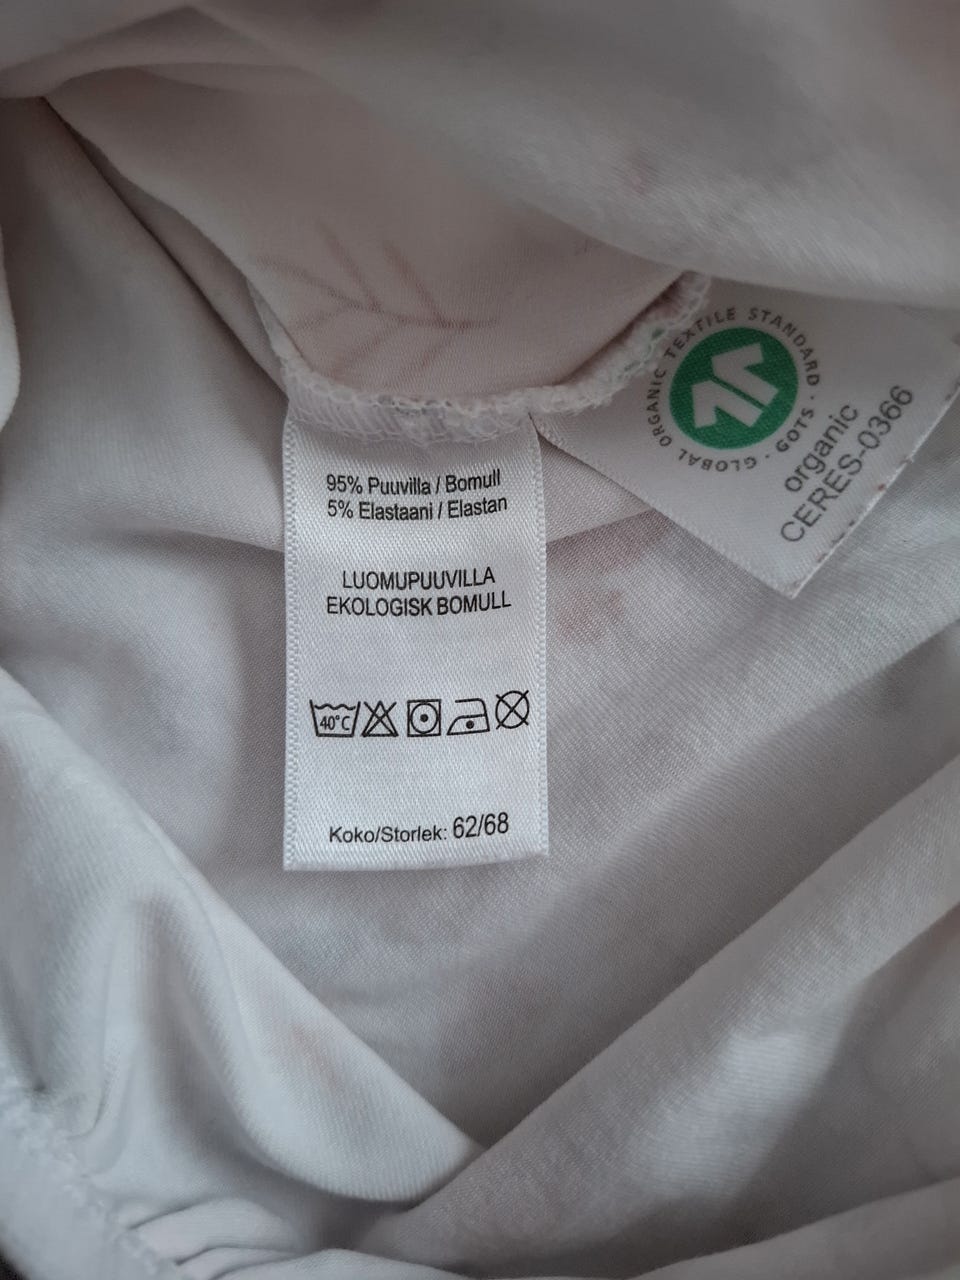 95% Puuvilla / Bomull
5% Elastaani / Elastan
LUOMUPUUVILLA
EKOLOGISK BOMULL
40°C
Koko/Storlek: 62/68
GLOBAL ORGANIC TEXTILE STANDARD · GOTS ·
organic
CERES-0366